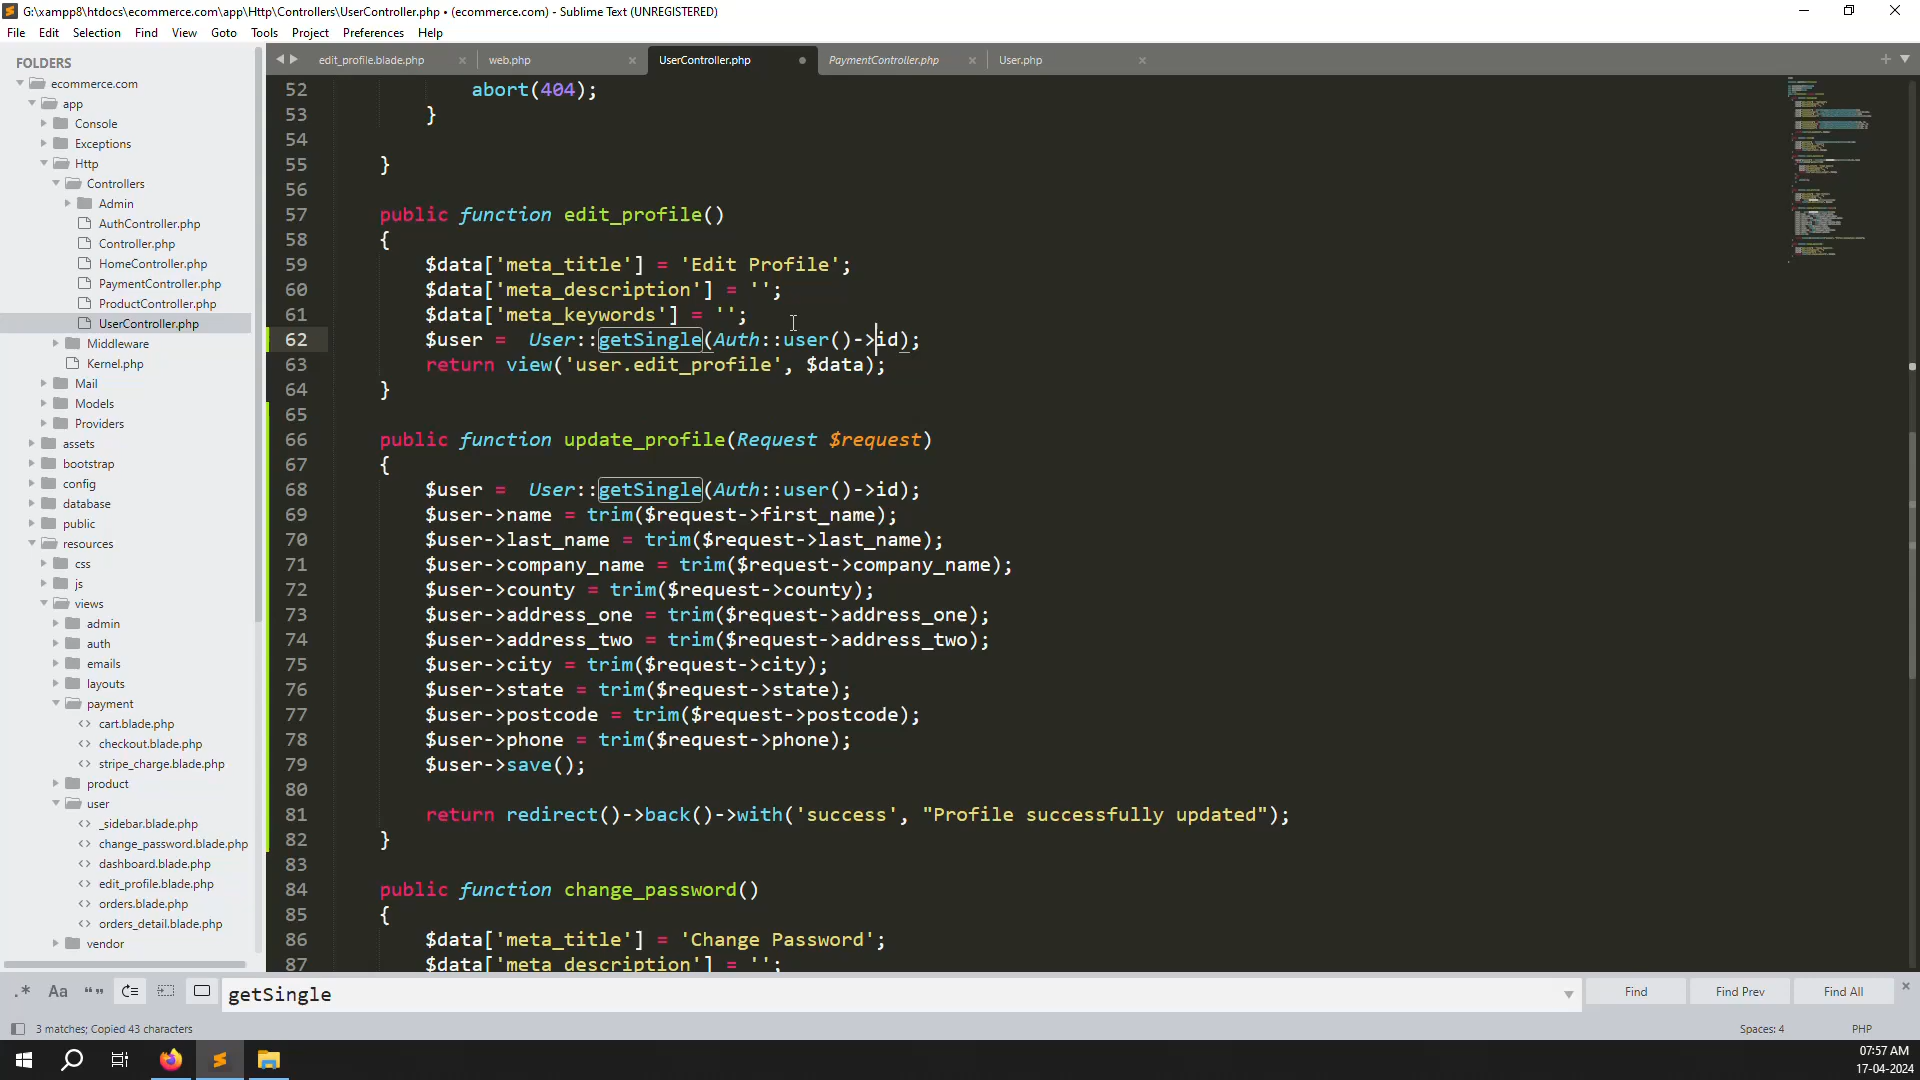 G:\xampp8\htdocs\ecommerce.com\app\Http\Controllers\UserController.php • (ecommerce.com) - Sublime Text (UNREGISTERED)
File Edit Selection Find View Goto Tools Project Preferences Help
FOLDERS
ecommerce.com
app
Console
Exceptions
Http
Controllers
Admin
AuthController.php
Controller.php
HomeController.php
PaymentController.php
ProductController.php
UserController.php
Middleware
Kernel.php
Mail
Models
Providers
assets
bootstrap
config
database
public
resources
css
js
views
admin
auth
emails
layouts
payment
cart.blade.php
checkout.blade.php
stripe_charge.blade.php
product
user
_sidebar.blade.php
change_password.blade.php
dashboard.blade.php
edit_profile.blade.php
orders.blade.php
orders_detail.blade.php
vendor
edit_profile.blade.php web.php UserController.php PaymentController.php User.php
52 abort(404);
53 }
54
55 }
56
57 public function edit_profile()
58 {
59 $data['meta_title'] = 'Edit Profile';
60 $data['meta_description'] = '';
61 $data['meta_keywords'] = '';
62 $user =  User::getSingle(Auth::user()->id);
63 return view('user.edit_profile', $data);
64 }
65
66 public function update_profile(Request $request)
67 {
68 $user =  User::getSingle(Auth::user()->id);
69 $user->name = trim($request->first_name);
70 $user->last_name = trim($request->last_name);
71 $user->company_name = trim($request->company_name);
72 $user->county = trim($request->county);
73 $user->address_one = trim($request->address_one);
74 $user->address_two = trim($request->address_two);
75 $user->city = trim($request->city);
76 $user->state = trim($request->state);
77 $user->postcode = trim($request->postcode);
78 $user->phone = trim($request->phone);
79 $user->save();
80
81 return redirect()->back()->with('success', "Profile successfully updated");
82 }
83
84 public function change_password()
85 {
86 $data['meta_title'] = 'Change Password';
87 $data['meta_description'] = '';
.* Aa “” getSingle Find Find Prev Find All
3 matches; Copied 43 characters Spaces: 4 PHP
07:57 AM
17-04-2024